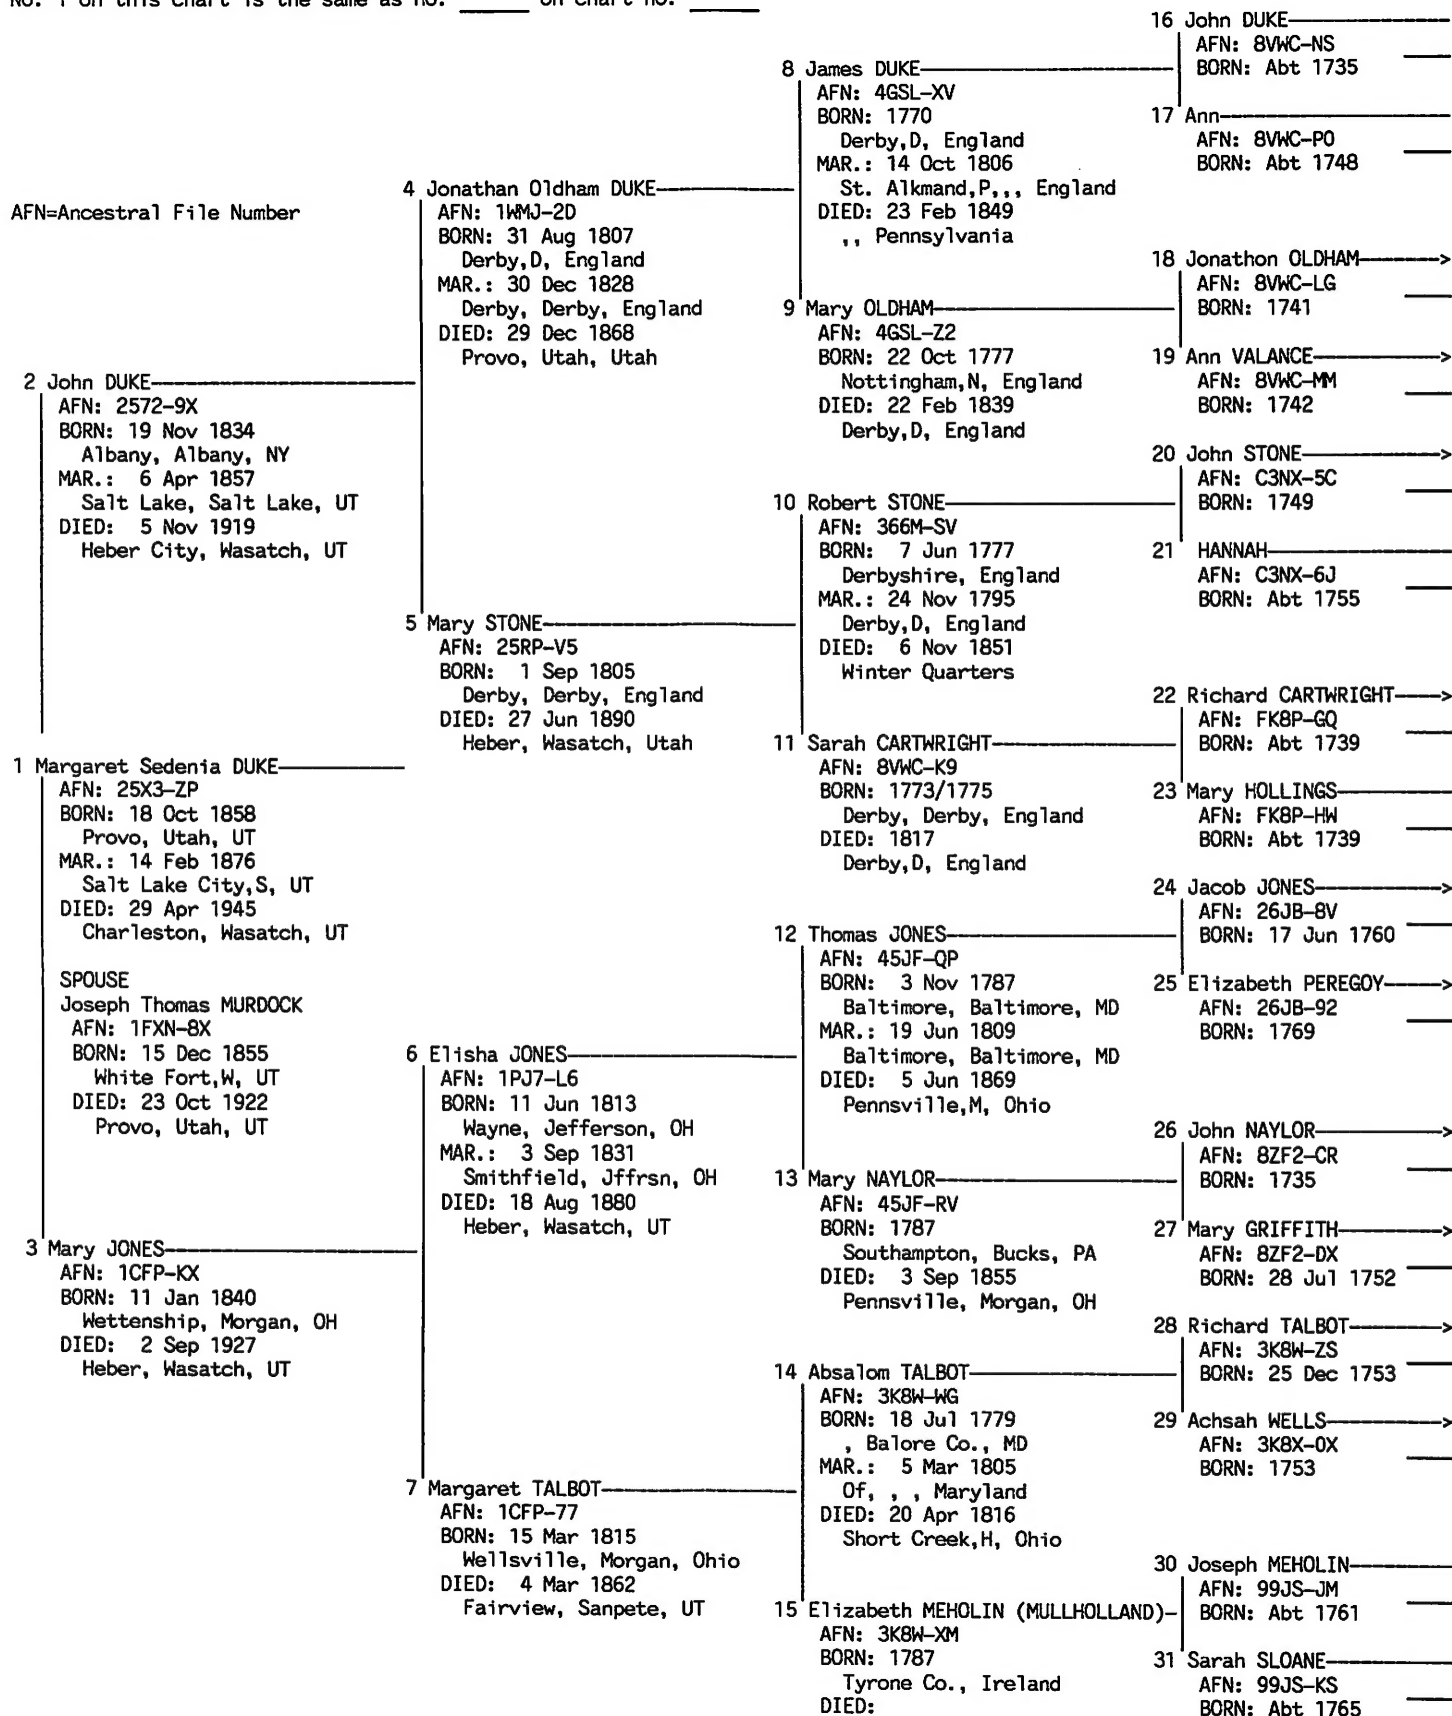 No. 1 on this chart is the same as no. _____ on chart no. _____
AFN=Ancestral File Number
1 Margaret Sedenia DUKE
AFN: 25X3-ZP
BORN: 18 Oct 1858
Provo, Utah, UT
MAR.: 14 Feb 1876
Salt Lake City,S, UT
DIED: 29 Apr 1945
Charleston, Wasatch, UT
SPOUSE
Joseph Thomas MURDOCK
AFN: 1FXN-8X
BORN: 15 Dec 1855
White Fort,W, UT
DIED: 23 Oct 1922
Provo, Utah, UT
2 John DUKE
AFN: 2572-9X
BORN: 19 Nov 1834
Albany, Albany, NY
MAR.: 6 Apr 1857
Salt Lake, Salt Lake, UT
DIED: 5 Nov 1919
Heber City, Wasatch, UT
3 Mary JONES
AFN: 1CFP-KX
BORN: 11 Jan 1840
Wettenship, Morgan, OH
DIED: 2 Sep 1927
Heber, Wasatch, UT
4 Jonathan Oldham DUKE
AFN: 1WMJ-2D
BORN: 31 Aug 1807
Derby,D, England
MAR.: 30 Dec 1828
Derby, Derby, England
DIED: 29 Dec 1868
Provo, Utah, Utah
5 Mary STONE
AFN: 25RP-V5
BORN: 1 Sep 1805
Derby, Derby, England
DIED: 27 Jun 1890
Heber, Wasatch, Utah
6 Elisha JONES
AFN: 1PJ7-L6
BORN: 11 Jun 1813
Wayne, Jefferson, OH
MAR.: 3 Sep 1831
Smithfield, Jffrsn, OH
DIED: 18 Aug 1880
Heber, Wasatch, UT
7 Margaret TALBOT
AFN: 1CFP-77
BORN: 15 Mar 1815
Wellsville, Morgan, Ohio
DIED: 4 Mar 1862
Fairview, Sanpete, UT
8 James DUKE
AFN: 4GSL-XV
BORN: 1770
Derby,D, England
MAR.: 14 Oct 1806
St. Alkmand,P,,, England
DIED: 23 Feb 1849
,, Pennsylvania
9 Mary OLDHAM
AFN: 4GSL-Z2
BORN: 22 Oct 1777
Nottingham,N, England
DIED: 22 Feb 1839
Derby,D, England
10 Robert STONE
AFN: 366M-SV
BORN: 7 Jun 1777
Derbyshire, England
MAR.: 24 Nov 1795
Derby,D, England
DIED: 6 Nov 1851
Winter Quarters
11 Sarah CARTWRIGHT
AFN: 8VWC-K9
BORN: 1773/1775
Derby, Derby, England
DIED: 1817
Derby,D, England
12 Thomas JONES
AFN: 45JF-QP
BORN: 3 Nov 1787
Baltimore, Baltimore, MD
MAR.: 19 Jun 1809
Baltimore, Baltimore, MD
DIED: 5 Jun 1869
Pennsville,M, Ohio
13 Mary NAYLOR
AFN: 45JF-RV
BORN: 1787
Southampton, Bucks, PA
DIED: 3 Sep 1855
Pennsville, Morgan, OH
14 Absalom TALBOT
AFN: 3K8W-WG
BORN: 18 Jul 1779
, Balore Co., MD
MAR.: 5 Mar 1805
Of, , , Maryland
DIED: 20 Apr 1816
Short Creek,H, Ohio
15 Elizabeth MEHOLIN (MULLHOLLAND)
AFN: 3K8W-XM
BORN: 1787
Tyrone Co., Ireland
DIED:
16 John DUKE
AFN: 8VWC-NS
BORN: Abt 1735
17 Ann
AFN: 8VWC-P0
BORN: Abt 1748
18 Jonathon OLDHAM
AFN: 8VWC-LG
BORN: 1741
19 Ann VALANCE
AFN: 8VWC-MM
BORN: 1742
20 John STONE
AFN: C3NX-5C
BORN: 1749
21 HANNAH
AFN: C3NX-6J
BORN: Abt 1755
22 Richard CARTWRIGHT
AFN: FK8P-GQ
BORN: Abt 1739
23 Mary HOLLINGS
AFN: FK8P-HW
BORN: Abt 1739
24 Jacob JONES
AFN: 26JB-8V
BORN: 17 Jun 1760
25 Elizabeth PEREGOY
AFN: 26JB-92
BORN: 1769
26 John NAYLOR
AFN: 8ZF2-CR
BORN: 1735
27 Mary GRIFFITH
AFN: 8ZF2-DX
BORN: 28 Jul 1752
28 Richard TALBOT
AFN: 3K8W-ZS
BORN: 25 Dec 1753
29 Achsah WELLS
AFN: 3K8X-0X
BORN: 1753
30 Joseph MEHOLIN
AFN: 99JS-JM
BORN: Abt 1761
31 Sarah SLOANE
AFN: 99JS-KS
BORN: Abt 1765